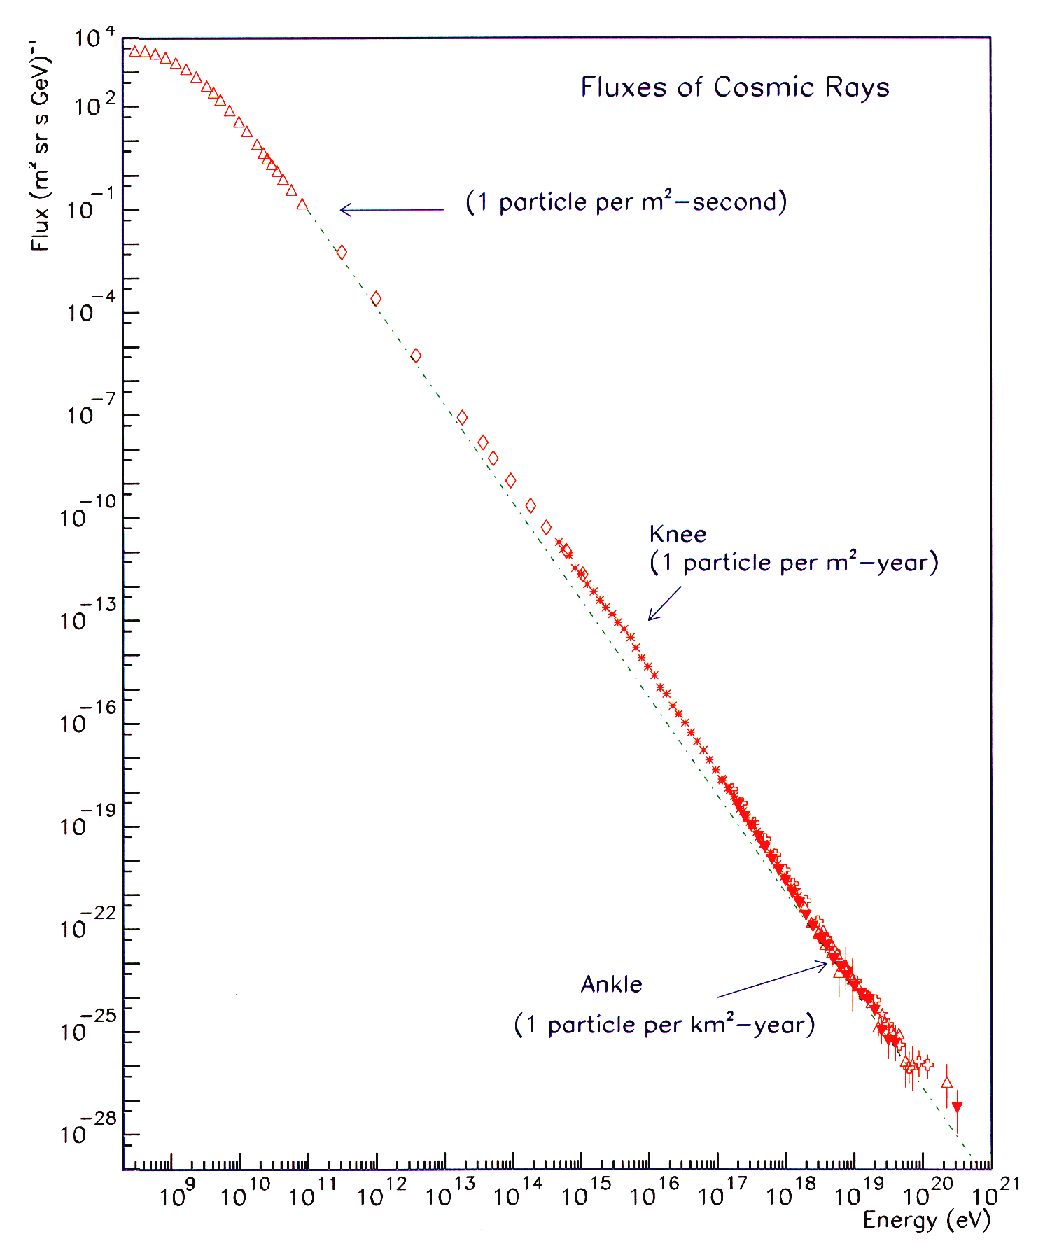 Fluxes of Cosmic Rays
Flux (m² sr s GeV)⁻¹
10⁴
10²
10⁻¹
10⁻⁴
10⁻⁷
10⁻¹⁰
10⁻¹³
10⁻¹⁶
10⁻¹⁹
10⁻²²
10⁻²⁵
10⁻²⁸
(1 particle per m²−second)
Knee
(1 particle per m²−year)
Ankle
(1 particle per km²−year)
10⁹ 10¹⁰ 10¹¹ 10¹² 10¹³ 10¹⁴ 10¹⁵ 10¹⁶ 10¹⁷ 10¹⁸ 10¹⁹ 10²⁰ 10²¹
Energy (eV)